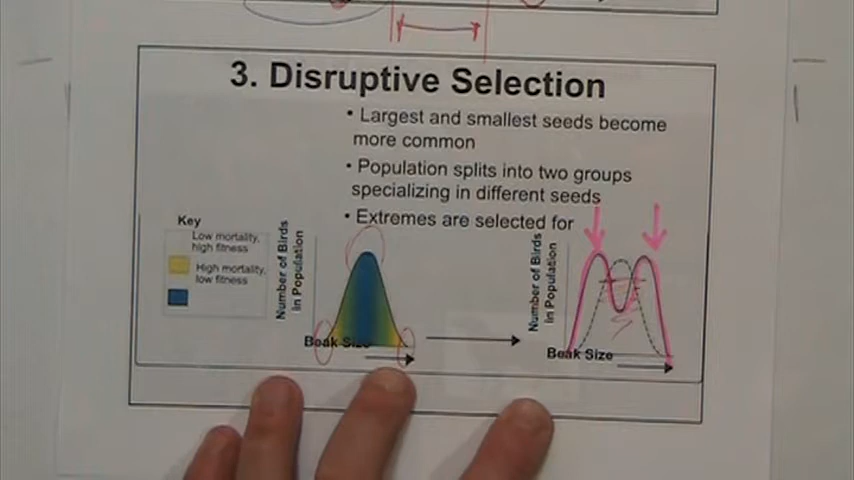 3. Disruptive Selection
• Largest and smallest seeds become
more common
• Population splits into two groups
specializing in different seeds
• Extremes are selected for
Key
Low mortality,
high fitness
High mortality,
low fitness
Number of Birds
in Population
Beak Size
Number of Birds
in Population
Beak Size